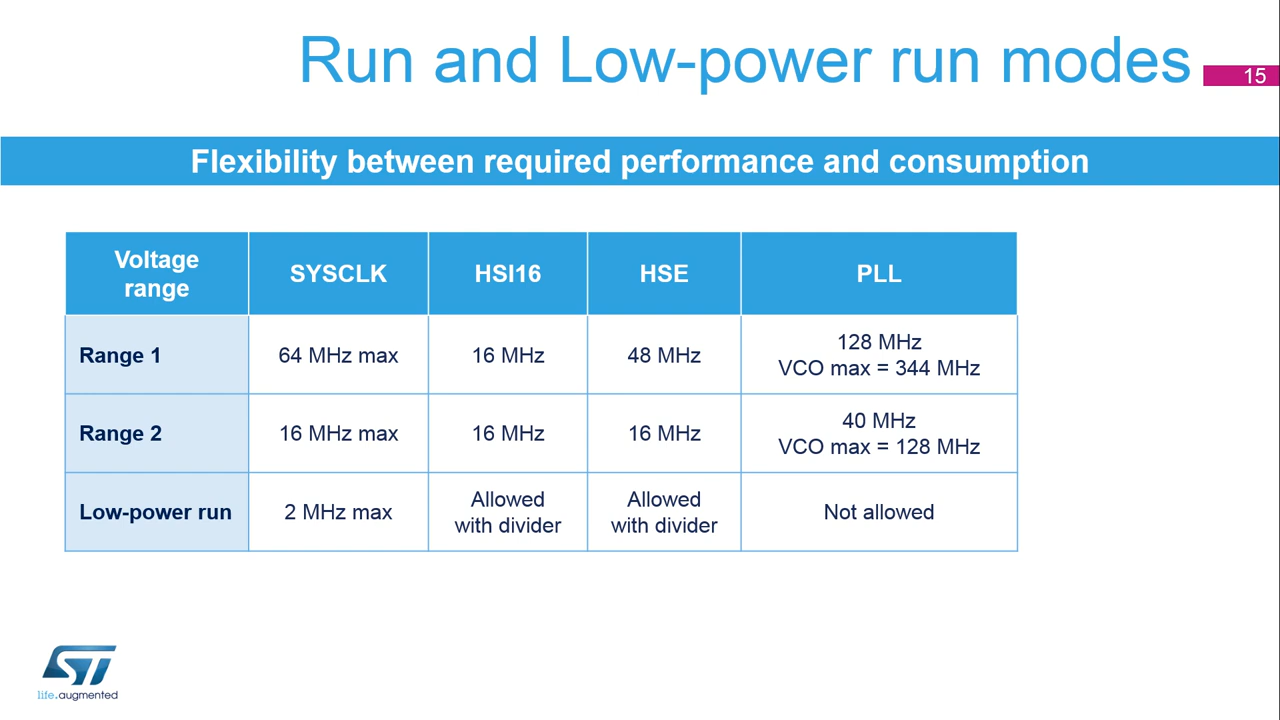 Run and Low-power run modes
15
Flexibility between required performance and consumption
Voltage
range
SYSCLK
HSI16
HSE
PLL
Range 1
64 MHz max
16 MHz
48 MHz
128 MHz
VCO max = 344 MHz
Range 2
16 MHz max
16 MHz
16 MHz
40 MHz
VCO max = 128 MHz
Low-power run
2 MHz max
Allowed
with divider
Allowed
with divider
Not allowed
ST
life.augmented